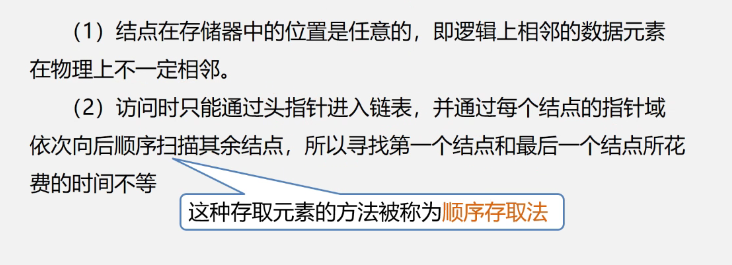 （1）结点在存储器中的位置是任意的，即逻辑上相邻的数据元素
在物理上不一定相邻。
（2）访问时只能通过头指针进入链表，并通过每个结点的指针域
依次向后顺序扫描其余结点，所以寻找第一个结点和最后一个结点所花
费的时间不等
这种存取元素的方法被称为顺序存取法